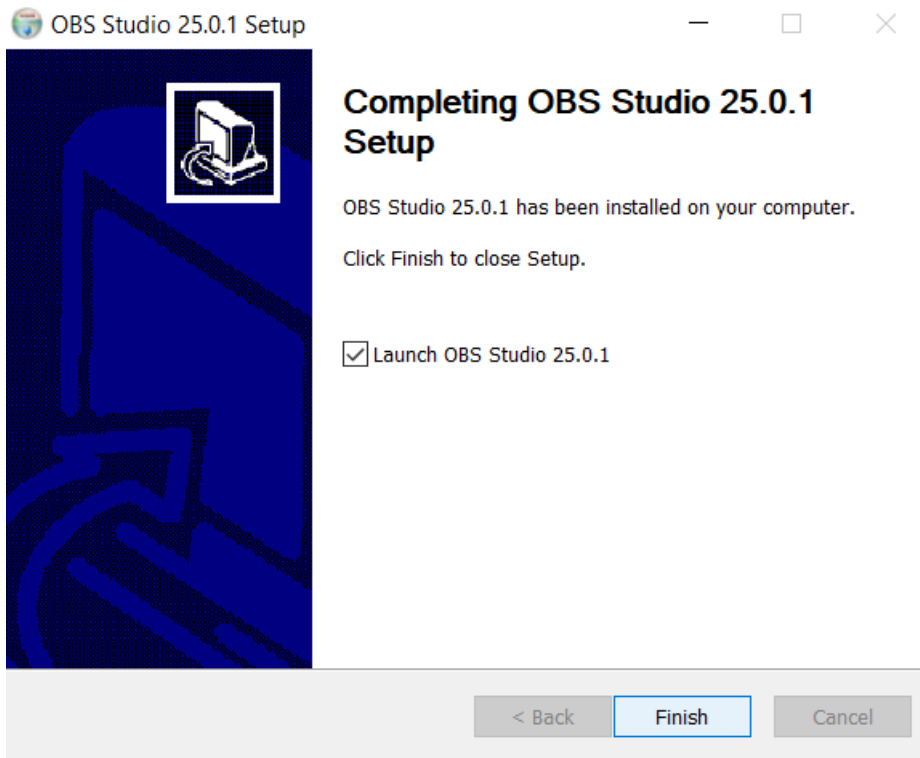 OBS Studio 25.0.1 Setup
Completing OBS Studio 25.0.1
Setup
OBS Studio 25.0.1 has been installed on your computer.
Click Finish to close Setup.
Launch OBS Studio 25.0.1
< Back Finish Cancel